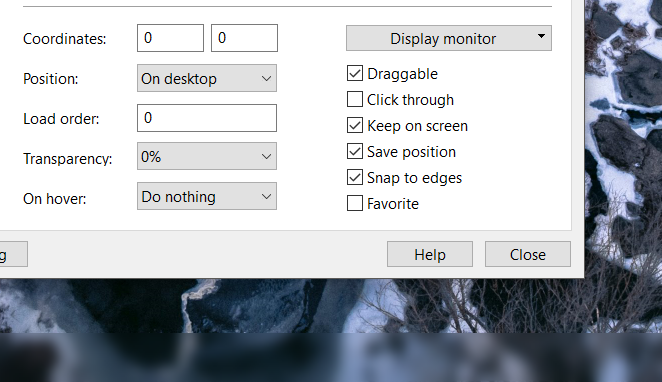 Coordinates: 0 0 Display monitor
Position: On desktop
Load order: 0
Transparency: 0%
On hover: Do nothing
Draggable
Click through
Keep on screen
Save position
Snap to edges
Favorite
g Help Close